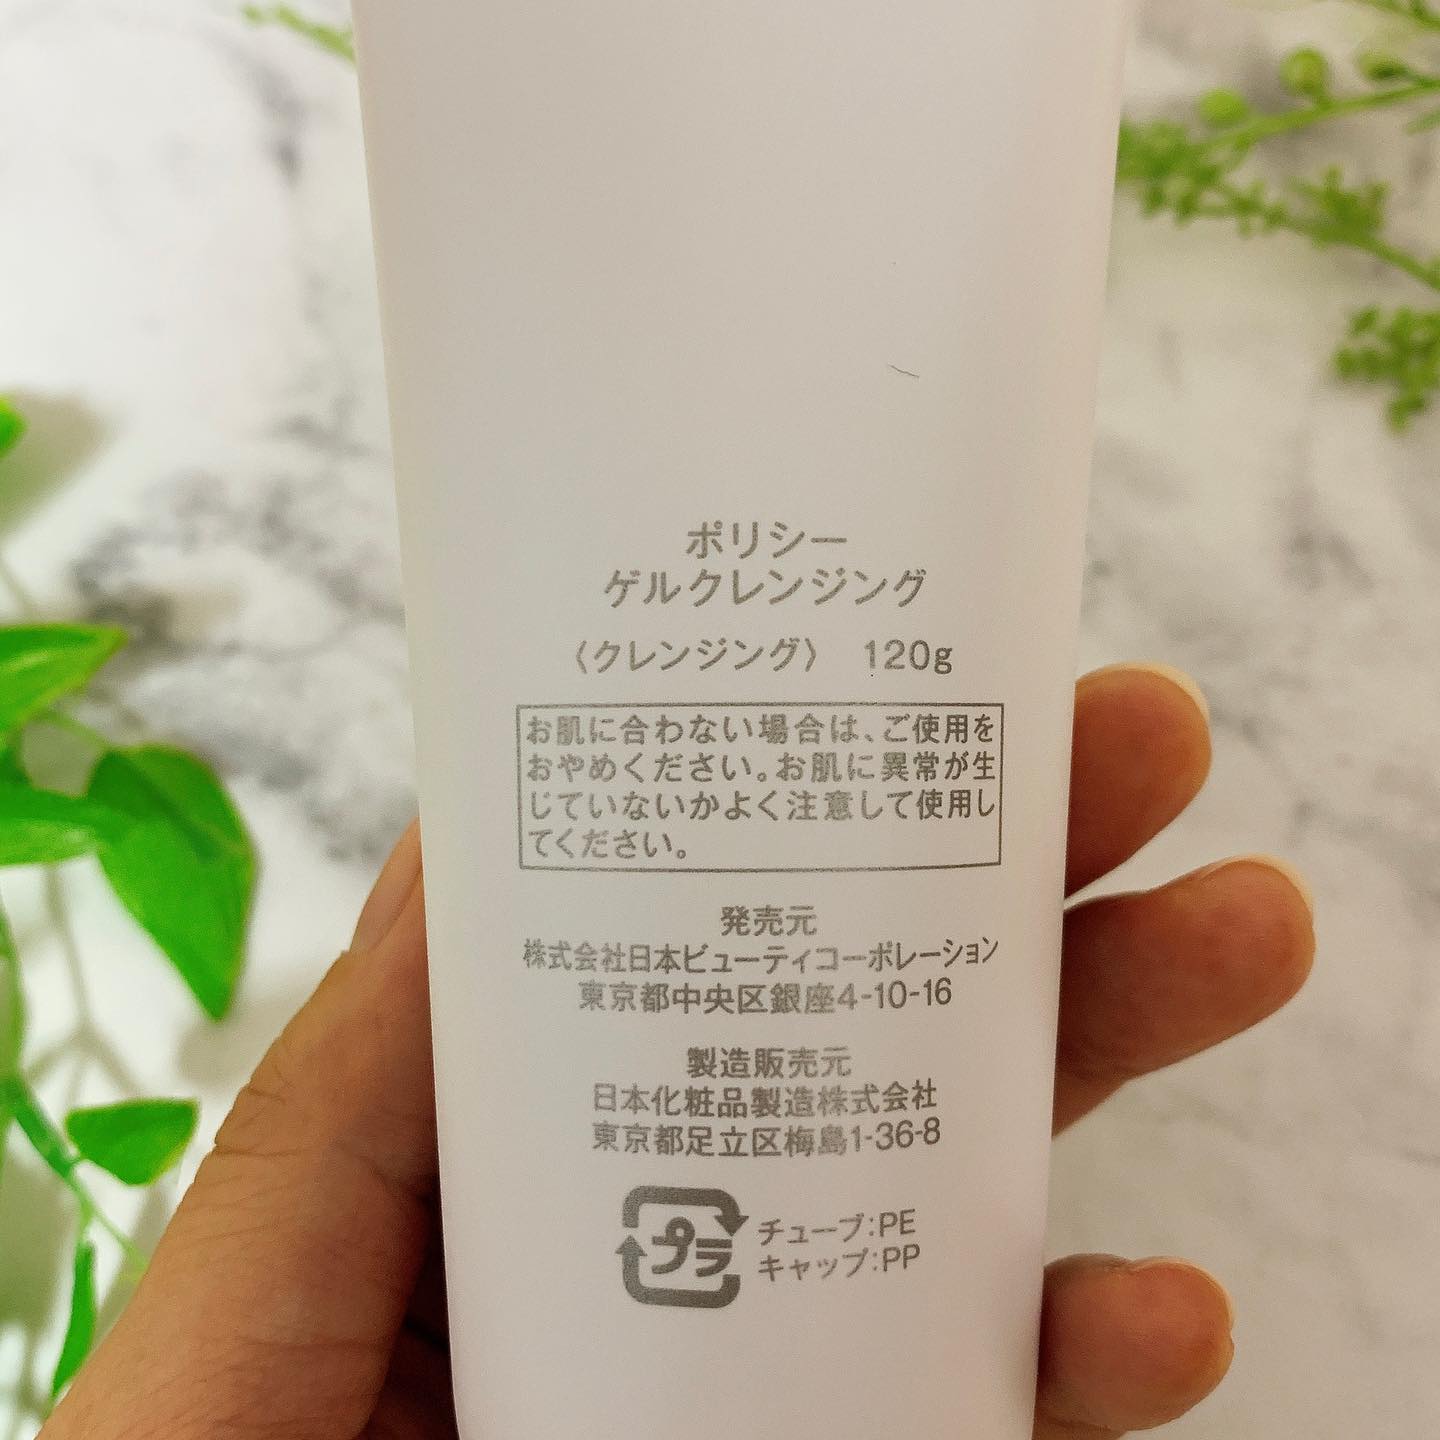 ポリシー
ゲルクレンジング
〈クレンジング〉 120g
お肌に合わない場合は、ご使用を
おやめください。お肌に異常が生
じていないかよく注意して使用し
てください。
発売元
株式会社日本ビューティコーポレーション
東京都中央区銀座4-10-16
製造販売元
日本化粧品製造株式会社
東京都足立区梅島1-36-8
プラ
チューブ:PE
キャップ:PP